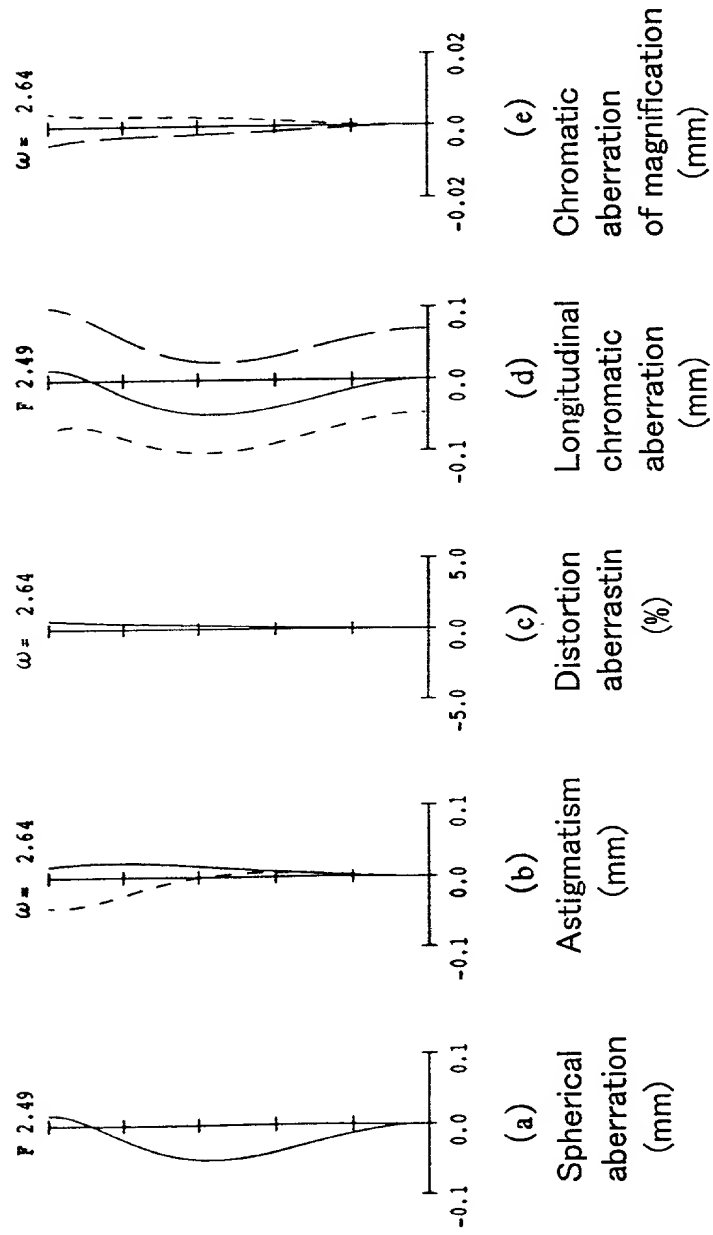 F 2.49
-0.1 0.0 0.1
(a)
Spherical
aberration
(mm)
ω= 2.64
-0.1 0.0 0.1
(b)
Astigmatism
(mm)
ω= 2.64
-5.0 0.0 5.0
(c)
Distortion
aberrastin
(%)
F 2.49
-0.1 0.0 0.1
(d)
Longitudinal
chromatic
aberration
(mm)
ω= 2.64
-0.02 0.0 0.02
(e)
Chromatic
aberration
of magnification
(mm)